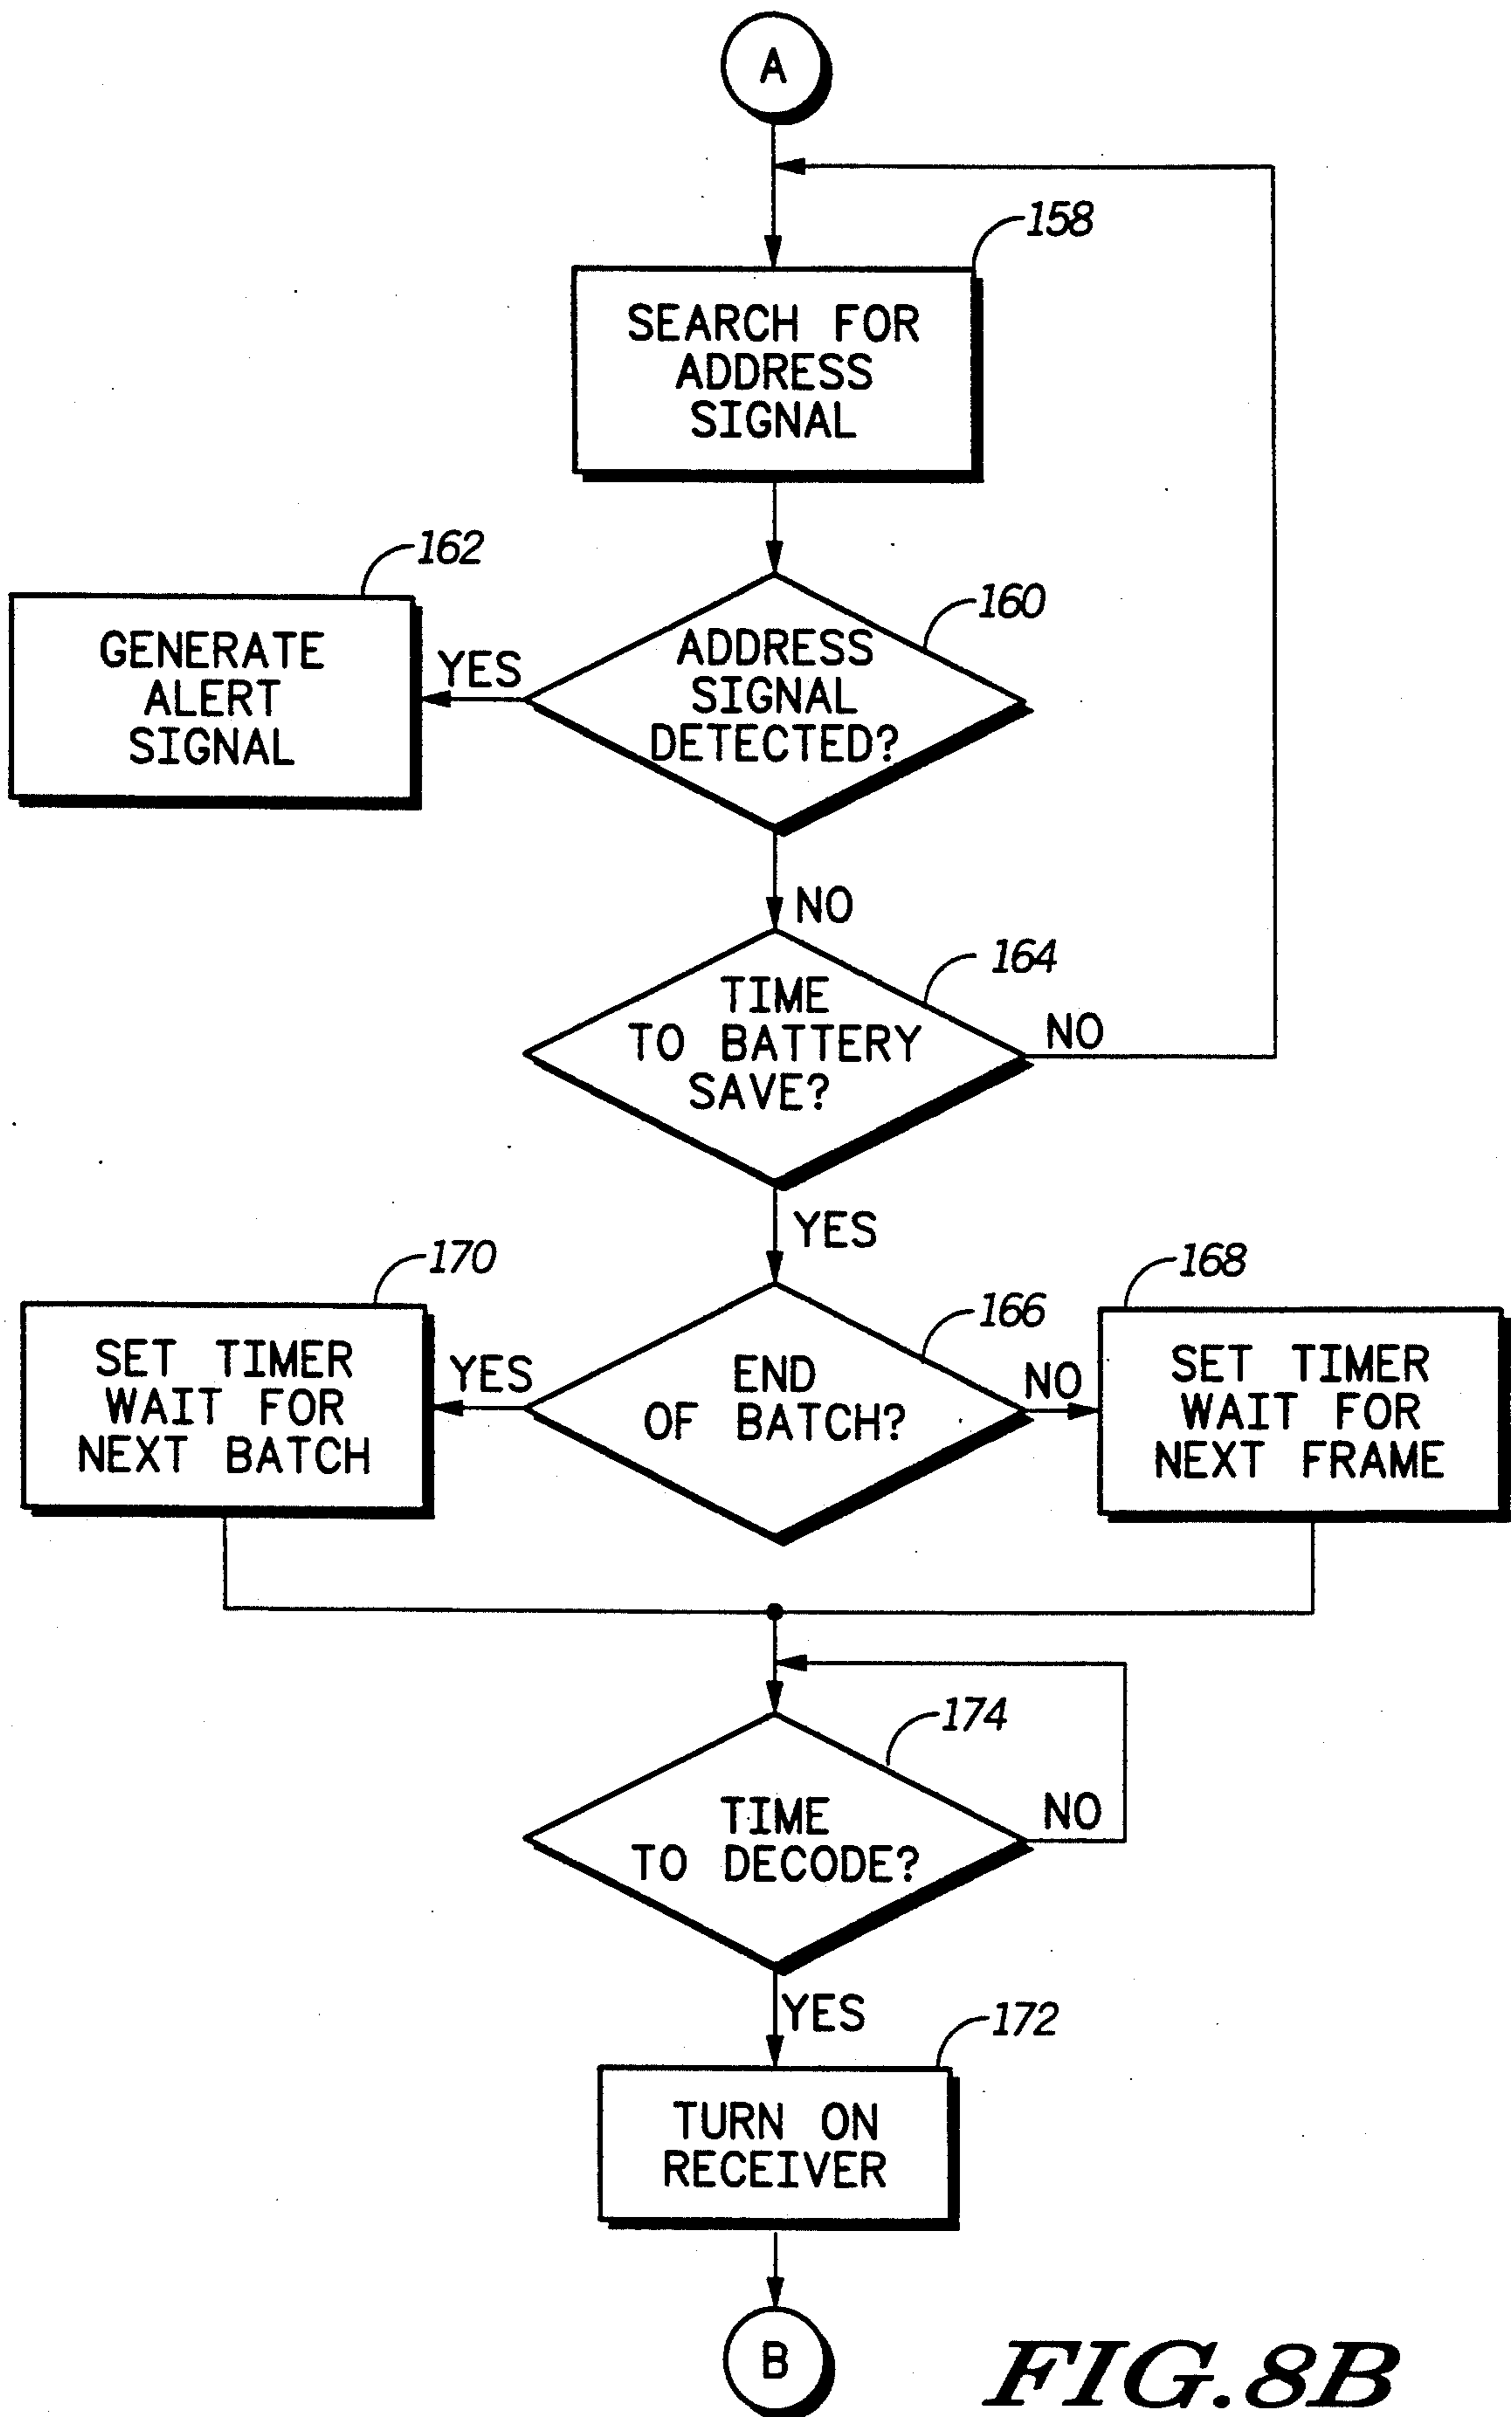 A
158
SEARCH FOR
ADDRESS
SIGNAL
162
160
GENERATE
ALERT
SIGNAL
YES
ADDRESS
SIGNAL
DETECTED?
NO
164
TIME
TO BATTERY
SAVE?
NO
YES
170
166
168
SET TIMER
WAIT FOR
NEXT BATCH
YES
END
OF BATCH?
NO
SET TIMER
WAIT FOR
NEXT FRAME
174
TIME
TO DECODE?
NO
YES
172
TURN ON
RECEIVER
B
FIG.8B